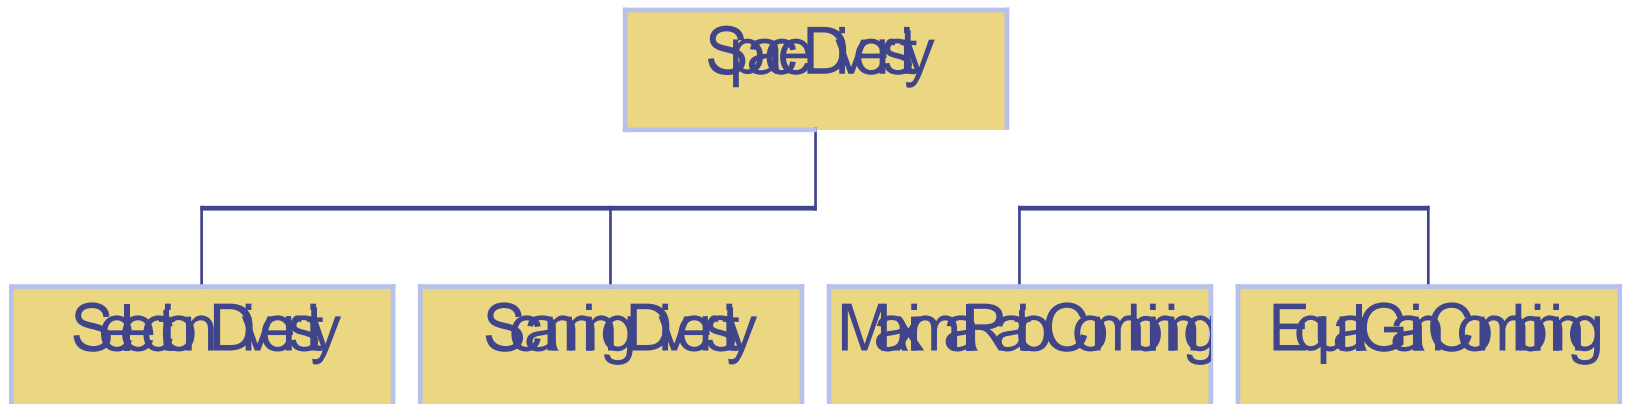 Space Diversity
Selection Diversity
Scanning Diversity
Maximal Ratio Combining
Equal Gain Combining